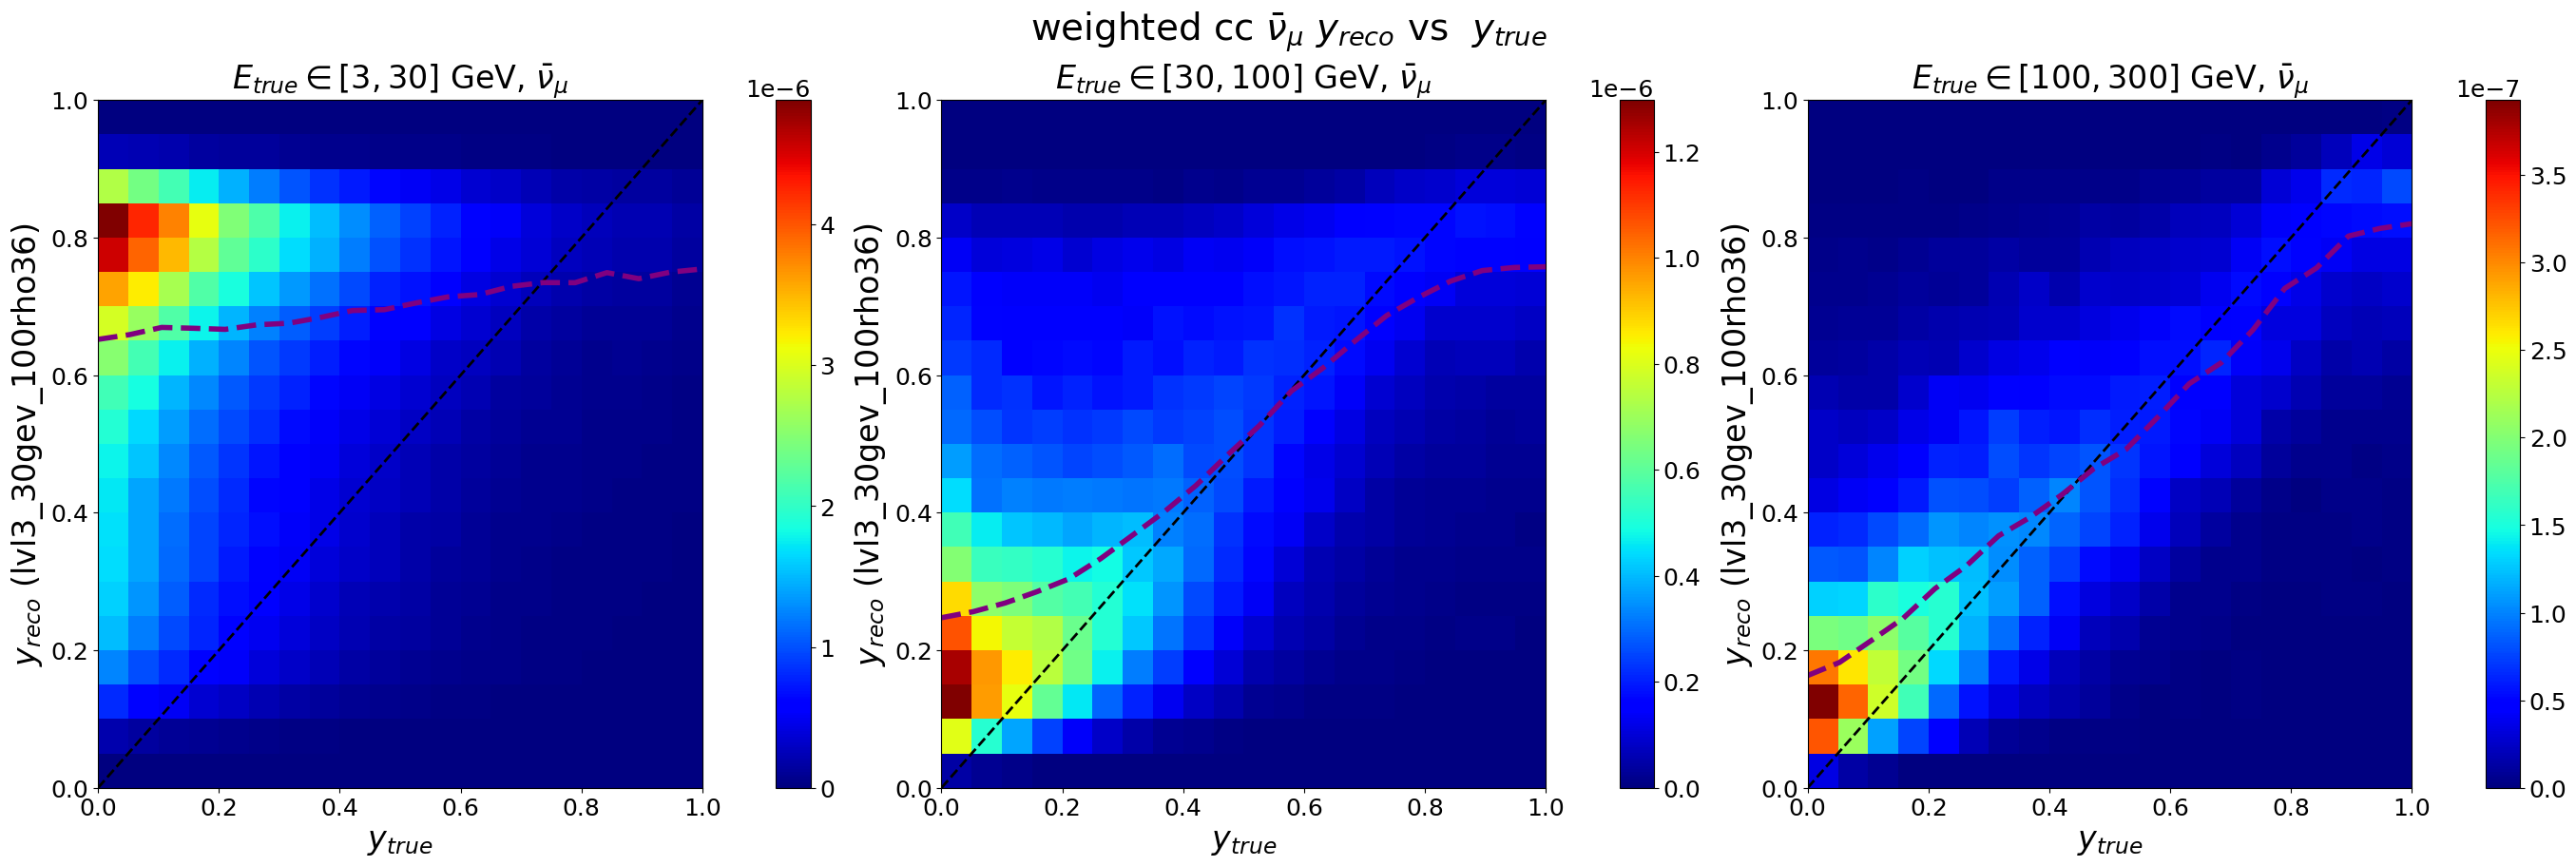 weighted cc ν̄μ yreco vs ytrue
Etrue ∈ [3, 30] GeV, ν̄μ
1e−6
1.0
0.8
0.6
0.4
0.2
0.0
yreco (lvl3_30gev_100rho36)
0.0 0.2 0.4 0.6 0.8 1.0
ytrue
4
3
2
1
0
Etrue ∈ [30, 100] GeV, ν̄μ
1e−6
1.0
0.8
0.6
0.4
0.2
0.0
yreco (lvl3_30gev_100rho36)
0.0 0.2 0.4 0.6 0.8 1.0
ytrue
1.2
1.0
0.8
0.6
0.4
0.2
0.0
Etrue ∈ [100, 300] GeV, ν̄μ
1e−7
1.0
0.8
0.6
0.4
0.2
0.0
yreco (lvl3_30gev_100rho36)
0.0 0.2 0.4 0.6 0.8 1.0
ytrue
3.5
3.0
2.5
2.0
1.5
1.0
0.5
0.0